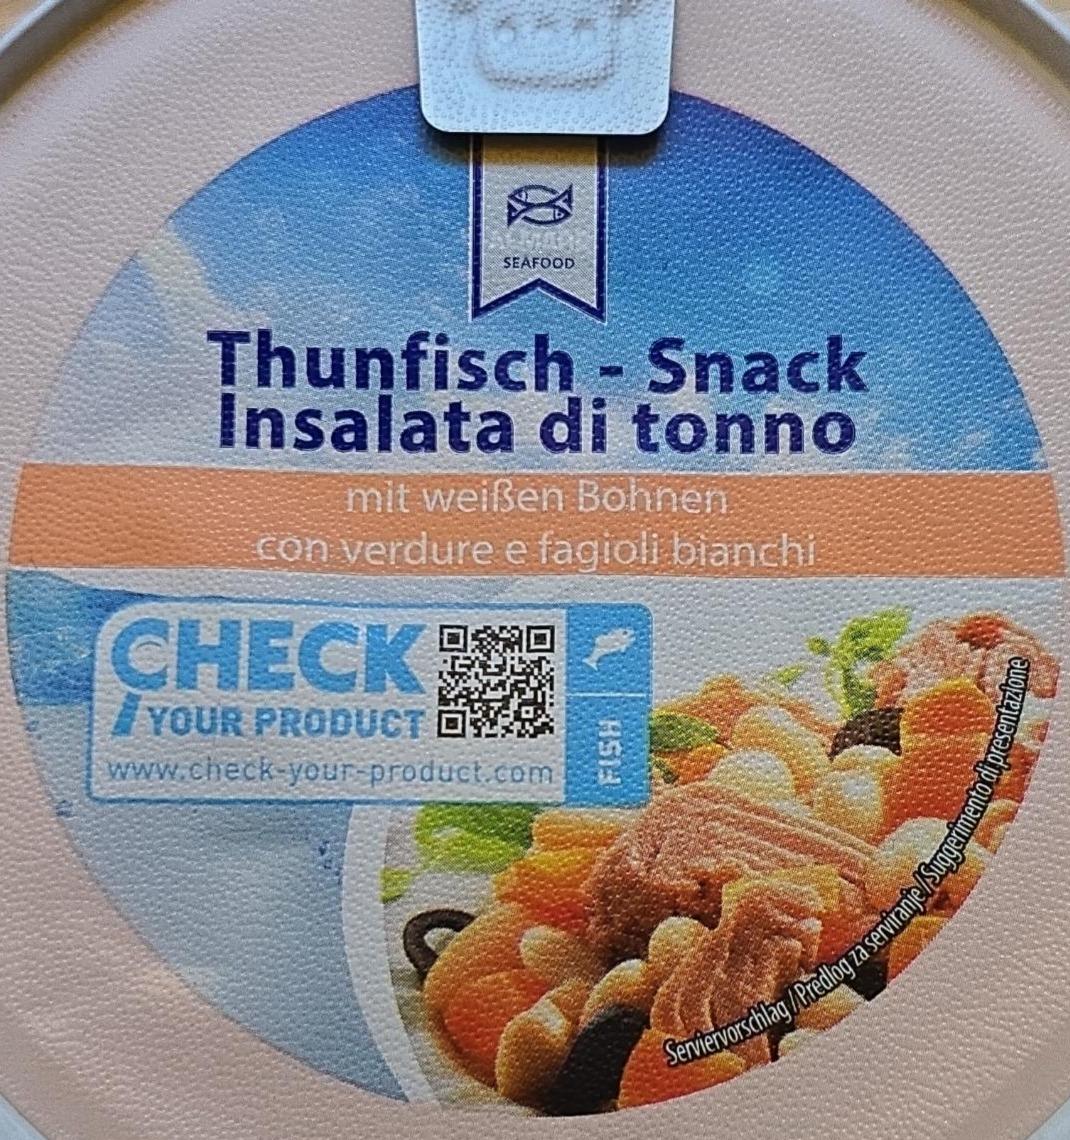 SEAFOOD
Thunfisch - Snack
Insalata di tonno
mit weißen Bohnen
con verdure e fagioli bianchi
CHECK
YOUR PRODUCT
www.check-your-product.com
FISH
Serviervorschlag / Predlog za serviranje / Suggerimento di presentazione